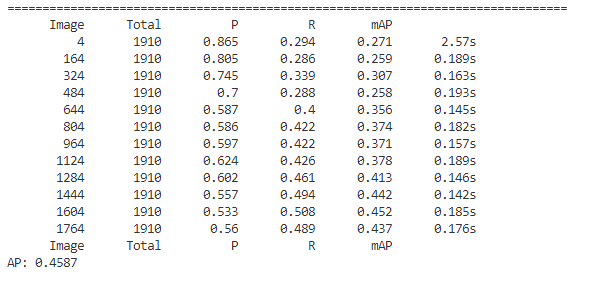 ================================================================================
Image Total P R mAP
4 1910 0.865 0.294 0.271 2.57s
164 1910 0.805 0.286 0.259 0.189s
324 1910 0.745 0.339 0.307 0.163s
484 1910 0.7 0.288 0.258 0.193s
644 1910 0.587 0.4 0.356 0.145s
804 1910 0.586 0.422 0.374 0.182s
964 1910 0.597 0.422 0.371 0.157s
1124 1910 0.624 0.426 0.378 0.189s
1284 1910 0.602 0.461 0.413 0.146s
1444 1910 0.557 0.494 0.442 0.142s
1604 1910 0.533 0.508 0.452 0.185s
1764 1910 0.56 0.489 0.437 0.176s
Image Total P R mAP
AP: 0.4587